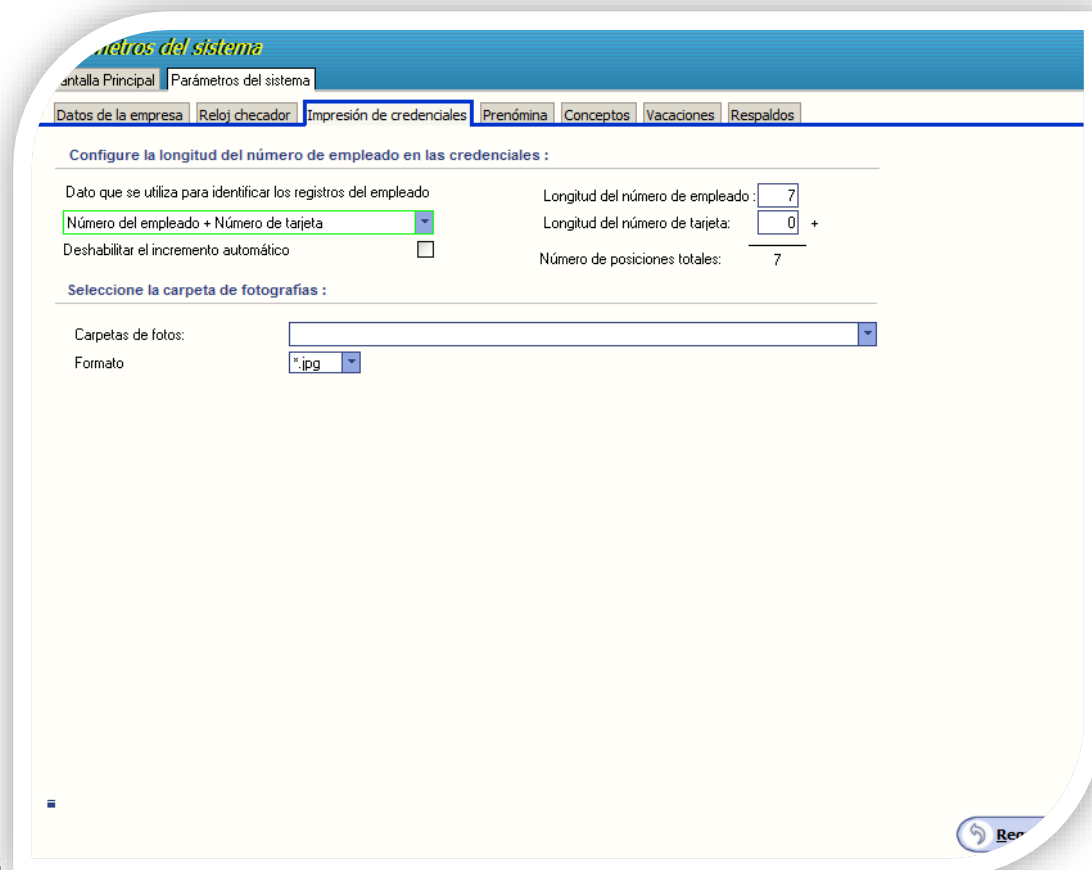 del sistema
Pantalla Principal Parámetros del sistema
Datos de la empresa Reloj checador Impresión de credenciales Prenómina Conceptos Vacaciones Respaldos
Configure la longitud del número de empleado en las credenciales :
Dato que se utiliza para identificar los registros del empleado
Longitud del número de empleado : 7
Número del empleado + Número de tarjeta
Longitud del número de tarjeta: 0 +
Deshabilitar el incremento automático
Número de posiciones totales: 7
Seleccione la carpeta de fotografías :
Carpetas de fotos:
Formato *.jpg